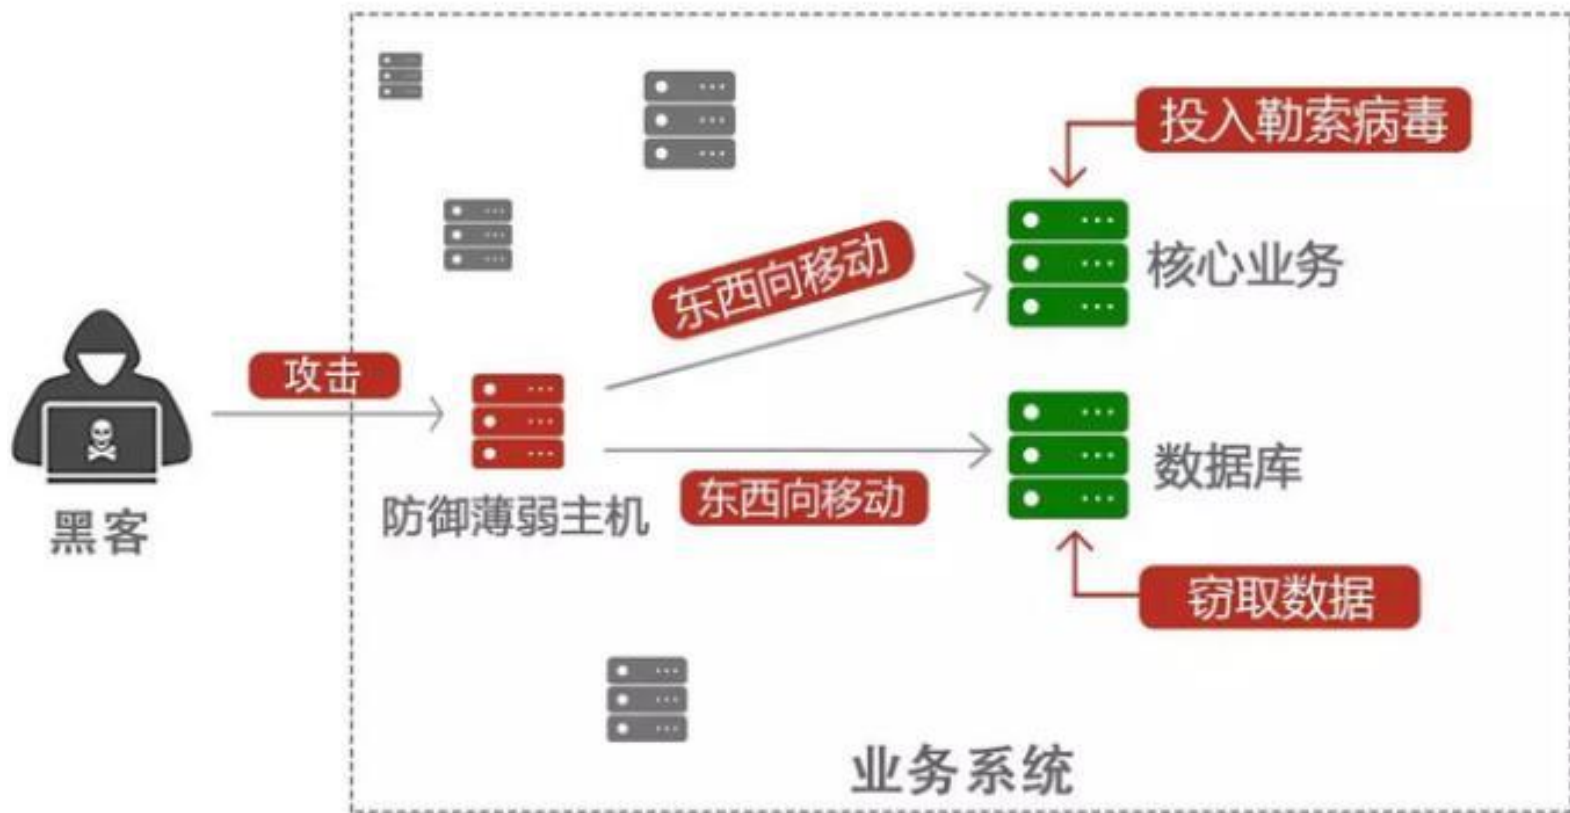 投入勒索病毒
核心业务
东西向移动
攻击
防御薄弱主机
东西向移动
数据库
黑客
窃取数据
业务系统